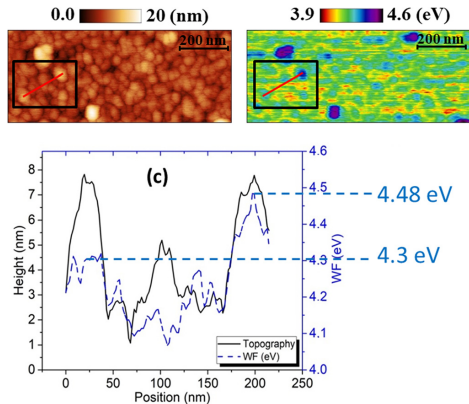 0.0 20 (nm)
3.9 4.6 (eV)
200 nm
200 nm
(c)
8
7
6
5
4
3
2
1
0
Height (nm)
4.6
4.5
4.4
4.3
4.2
4.1
4.0
WF (eV)
4.48 eV
4.3 eV
Topography
WF (eV)
0 50 100 150 200 250
Position (nm)